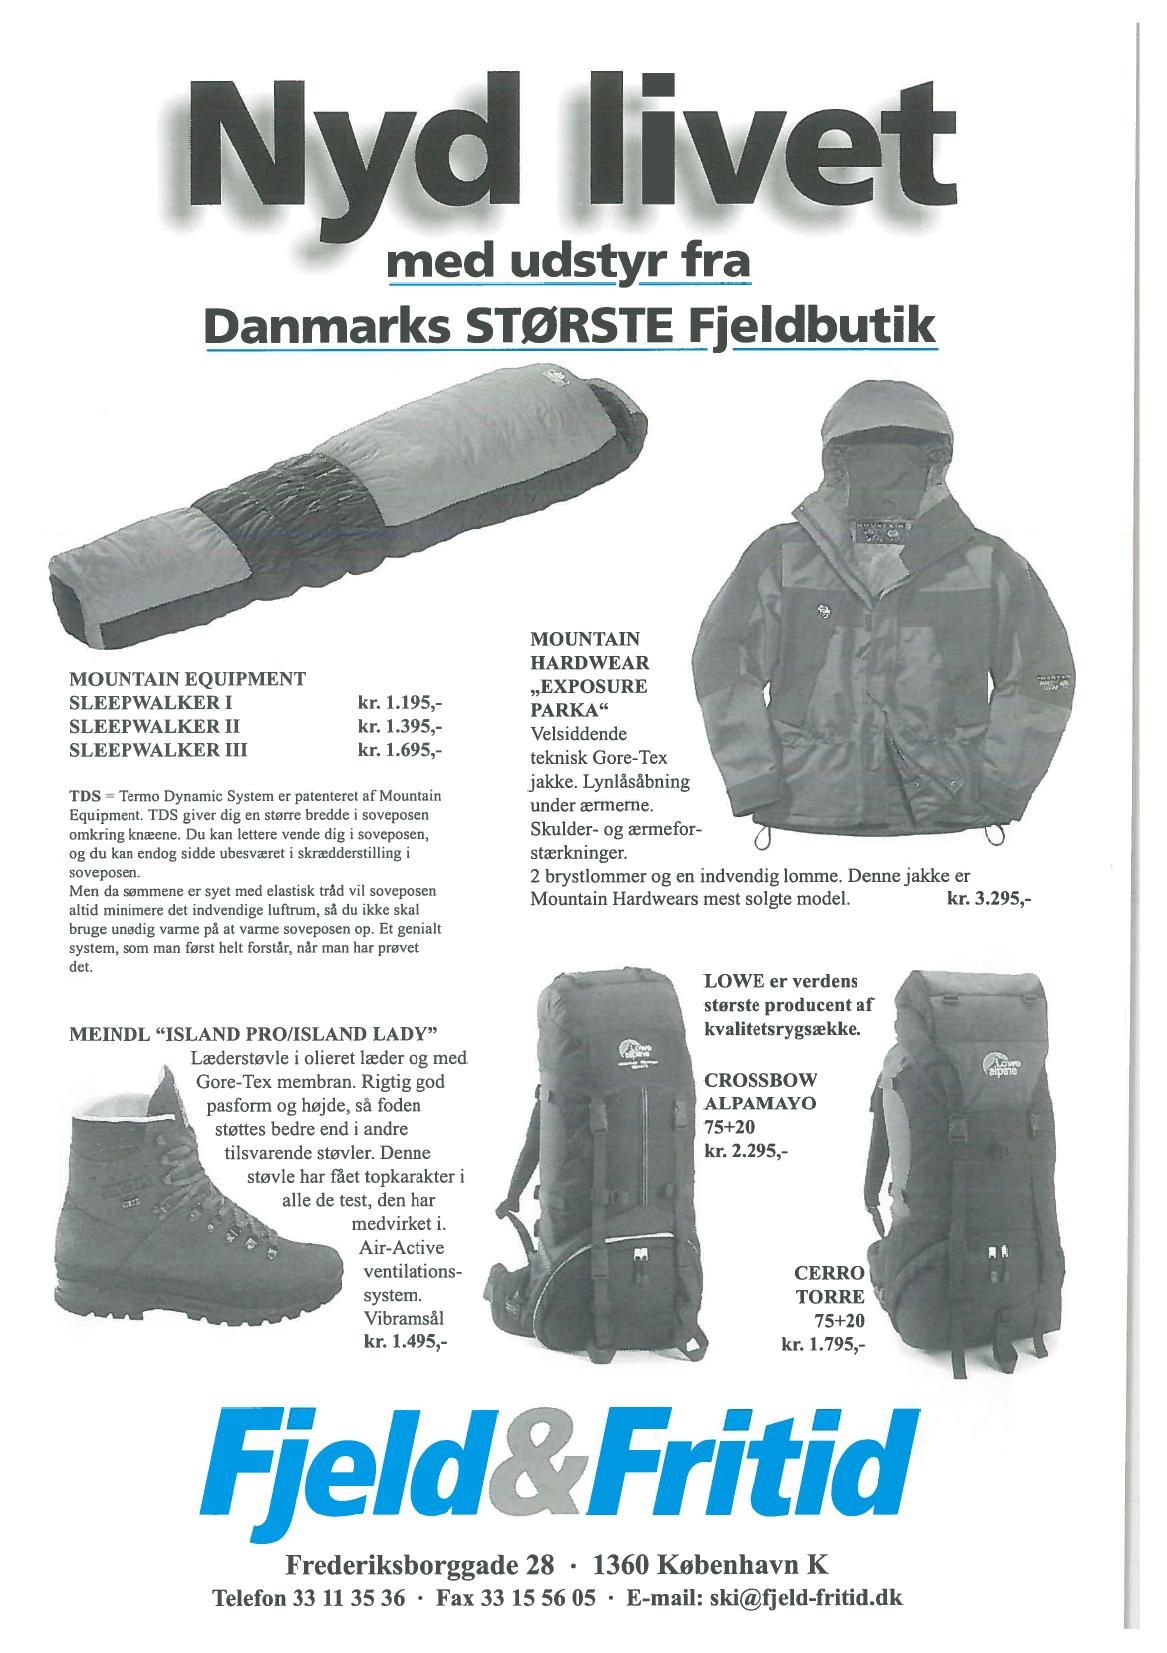 Nyd livet
med udstyr fra
Danmarks STØRSTE Fjeldbutik
MOUNTAIN EQUIPMENT
SLEEPWALKER I kr. 1.195,-
SLEEPWALKER II kr. 1.395,-
SLEEPWALKER III kr. 1.695,-
TDS = Termo Dynamic System er patenteret af Mountain
Equipment. TDS giver dig en større bredde i soveposen
omkring knæene. Du kan lettere vende dig i soveposen,
og du kan endog sidde ubesværet i skrædderstilling i
soveposen.
Men da sømmene er syet med elastisk tråd vil soveposen
altid minimere det indvendige luftrum, så du ikke skal
bruge unødig varme på at varme soveposen op. Et genialt
system, som man først helt forstår, når man har prøvet
det.
MOUNTAIN
HARDWEAR
„EXPOSURE
PARKA“
Velsiddende
teknisk Gore-Tex
jakke. Lynlåsåbning
under ærmerne.
Skulder- og ærmefor-
stærkninger.
2 brystlommer og en indvendig lomme. Denne jakke er
Mountain Hardwears mest solgte model. kr. 3.295,-
MOUNTAIN
MEINDL “ISLAND PRO/ISLAND LADY”
Læderstøvle i olieret læder og med
Gore-Tex membran. Rigtig god
pasform og højde, så foden
støttes bedre end i andre
tilsvarende støvler. Denne
støvle har fået topkarakter i
alle de test, den har
medvirket i.
Air-Active
ventilations-
system.
Vibramsål
kr. 1.495,-
LOWE er verdens
største producent af
kvalitetsrygsække.
CROSSBOW
ALPAMAYO
75+20
kr. 2.295,-
Lowe
alpine
Lowe
alpine
CERRO
TORRE
75+20
kr. 1.795,-
Fjeld&Fritid
Frederiksborggade 28 · 1360 København K
Telefon 33 11 35 36 · Fax 33 15 56 05 · E-mail: ski@fjeld-fritid.dk